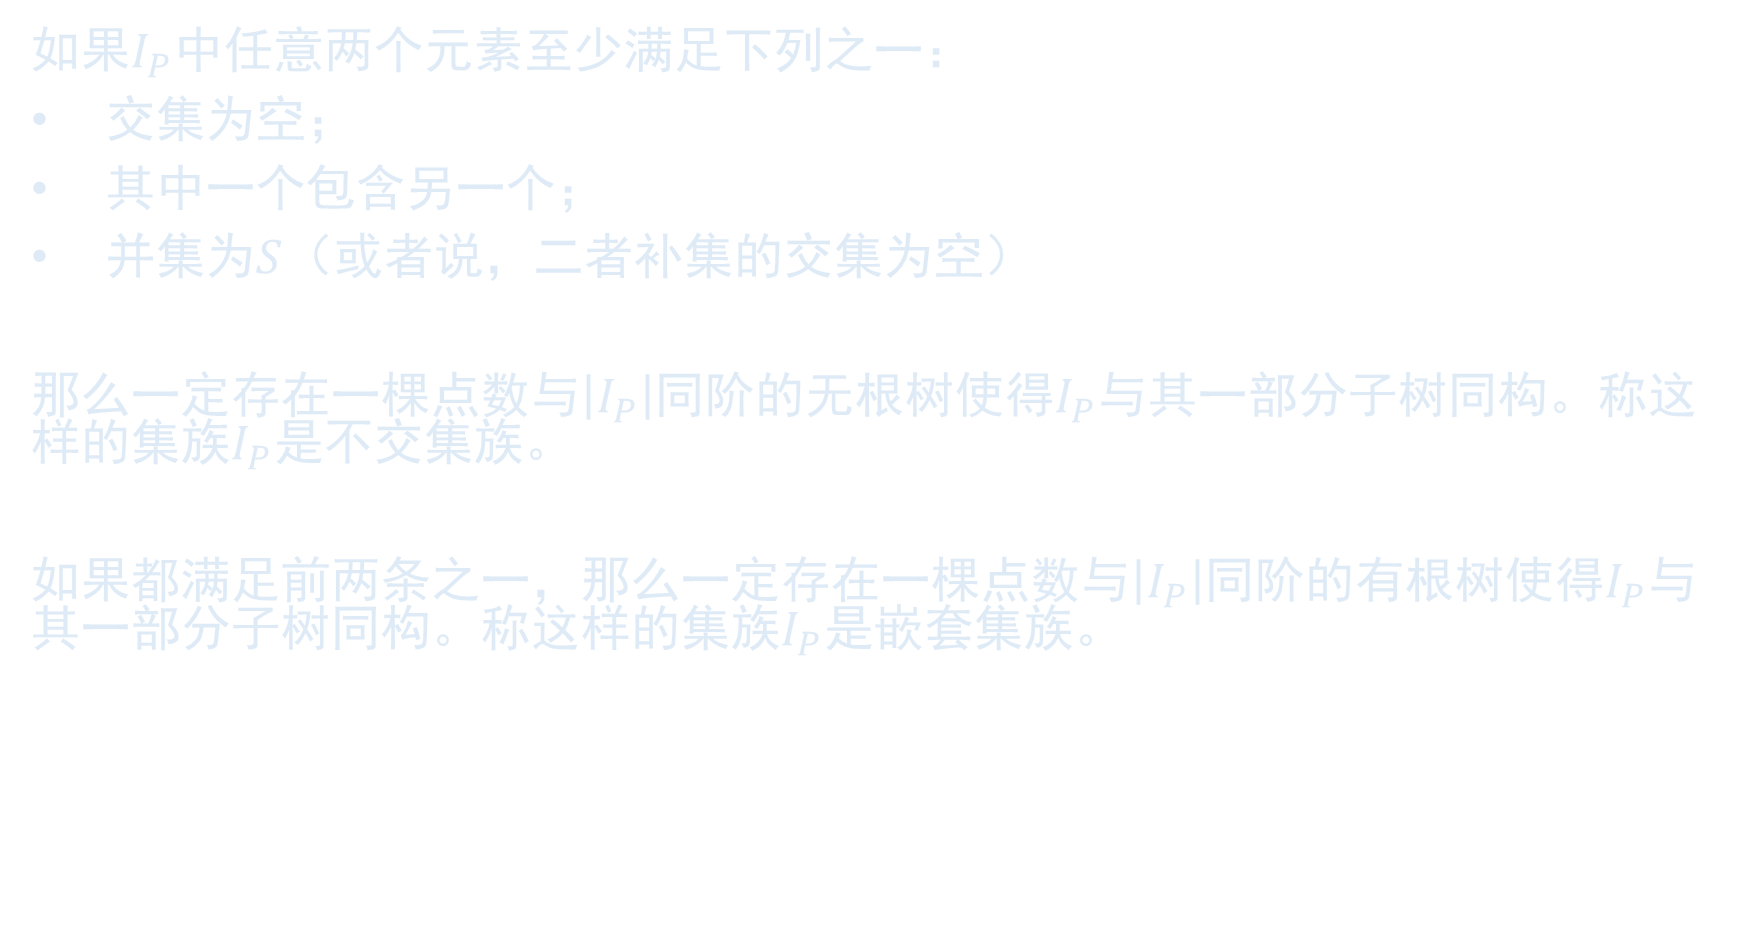 如果I_P中任意两个元素至少满足下列之一：
• 交集为空；
• 其中一个包含另一个；
• 并集为S（或者说，二者补集的交集为空）
那么一定存在一棵点数与|I_P|同阶的无根树使得I_P与其一部分子树同构。称这
样的集族I_P是不交集族。
如果都满足前两条之一，那么一定存在一棵点数与|I_P|同阶的有根树使得I_P与
其一部分子树同构。称这样的集族I_P是嵌套集族。